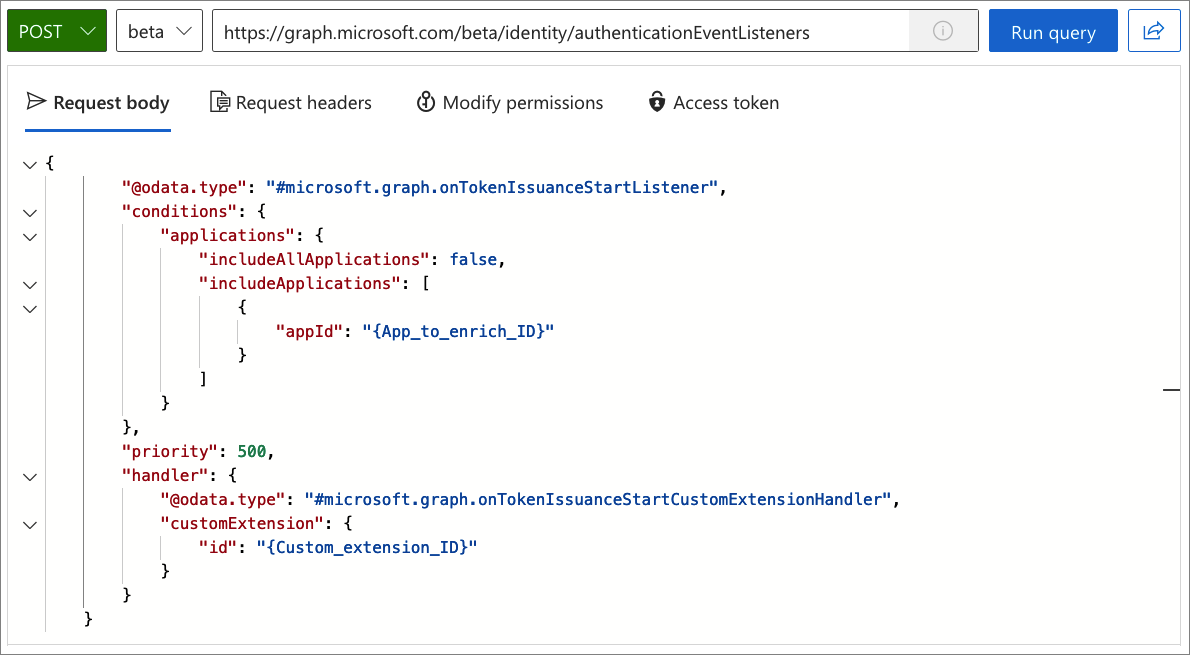 POST beta https://graph.microsoft.com/beta/identity/authenticationEventListeners Run query
Request body Request headers Modify permissions Access token
{
"@odata.type": "#microsoft.graph.onTokenIssuanceStartListener",
"conditions": {
"applications": {
"includeAllApplications": false,
"includeApplications": [
{
"appId": "{App_to_enrich_ID}"
}
]
}
},
"priority": 500,
"handler": {
"@odata.type": "#microsoft.graph.onTokenIssuanceStartCustomExtensionHandler",
"customExtension": {
"id": "{Custom_extension_ID}"
}
}
}